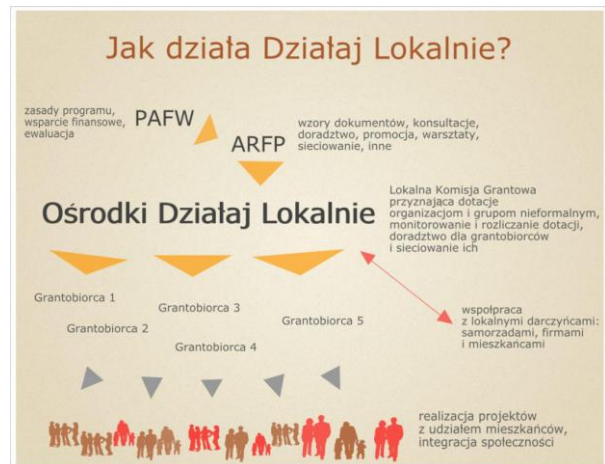 Jak działa Działaj Lokalnie?
zasady programu,
wsparcie finansowe,
ewaluacja
PAFW
ARFP
wzory dokumentów, konsultacje,
doradztwo, promocja, warsztaty,
sieciowanie, inne
Ośrodki Działaj Lokalnie
Lokalna Komisja Grantowa
przyznajaca dotacje
organizacjom i grupom nieformalnym,
monitorowanie i rozliczanie dotacji,
doradztwo dla grantobiorców
i sieciowanie ich
Grantobiorca 1
Grantobiorca 2
Grantobiorca 3
Grantobiorca 4
Grantobiorca 5
wspołpraca
z lokalnymi darczyńcami:
samorządami, firmami
i mieszkańcami
realizacja projektów
z udziałem mieszkańców,
integracja społeczności